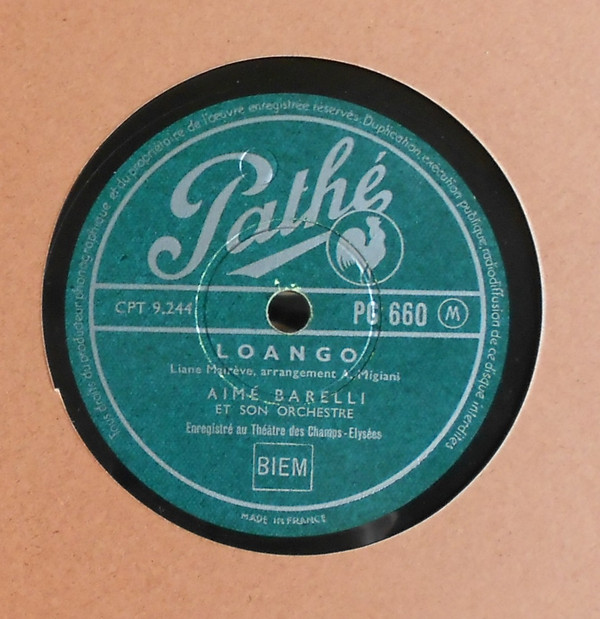 Tous droits du producteur phonographique et du propriétaire de l'œuvre enregistrée réservés. Duplication, exécution publique, radiodiffusion de ce disque interdites
Pathé
CPT 9.244
PG 660 M
LOANGO
Liane Mairève, arrangement A. Migiani
AIMÉ BARELLI
ET SON ORCHESTRE
Enregistré au Théâtre des Champs-Elysées
BIEM
MADE IN FRANCE